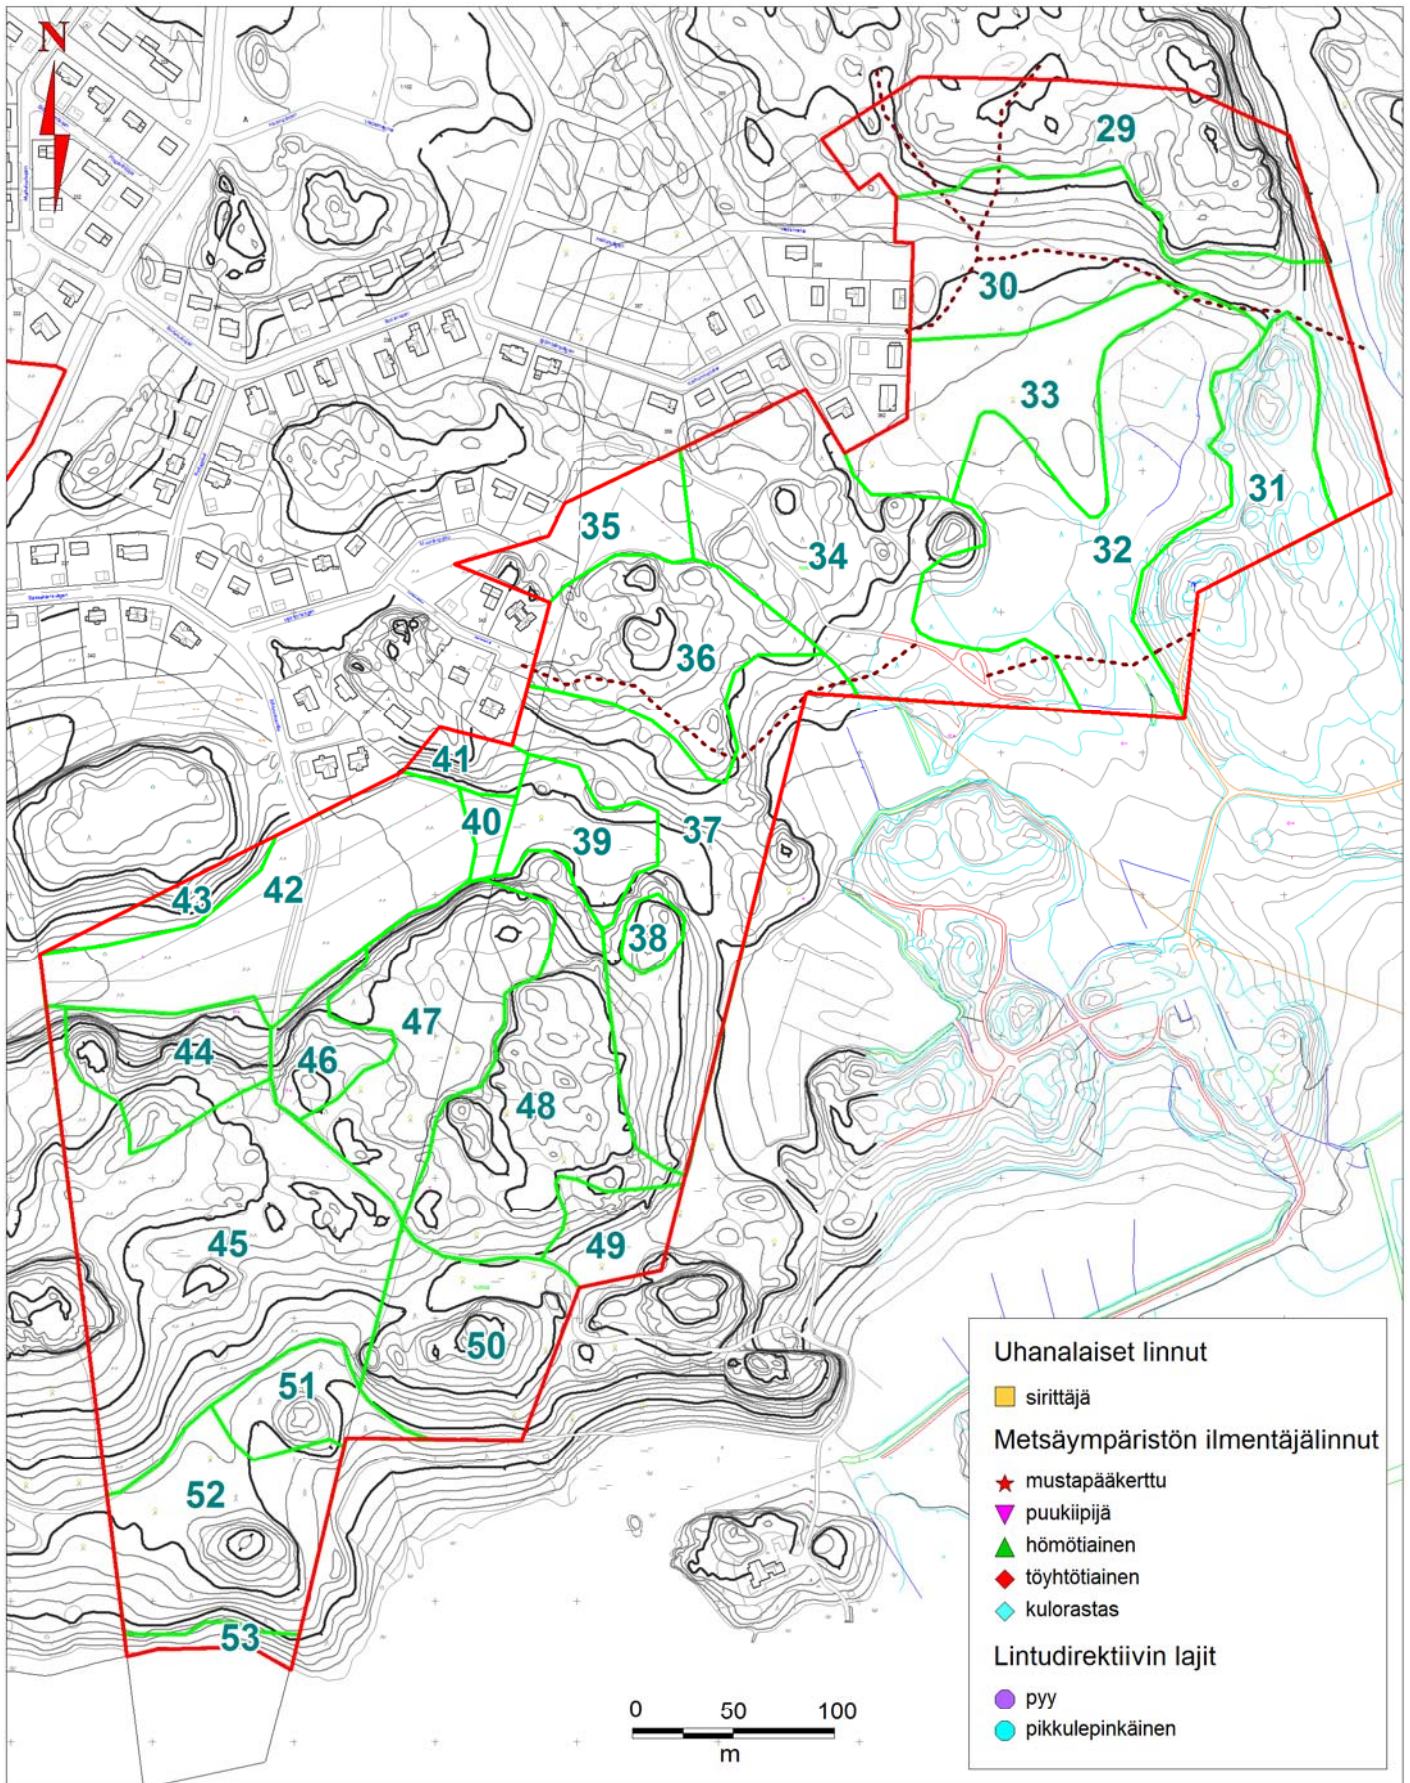 N
29
30
33
31
35
34
32
36
41
40
39
37
42
43
38
47
44
46
48
45
49
50
51
52
53
Uhanalaiset linnut
sirittäjä
Metsäympäristön ilmentäjälinnut
mustapääkerttu
puukiipijä
hömötiainen
töyhtötiainen
kulorastas
Lintudirektiivin lajit
pyy
pikkulepinkäinen
0 50 100
m